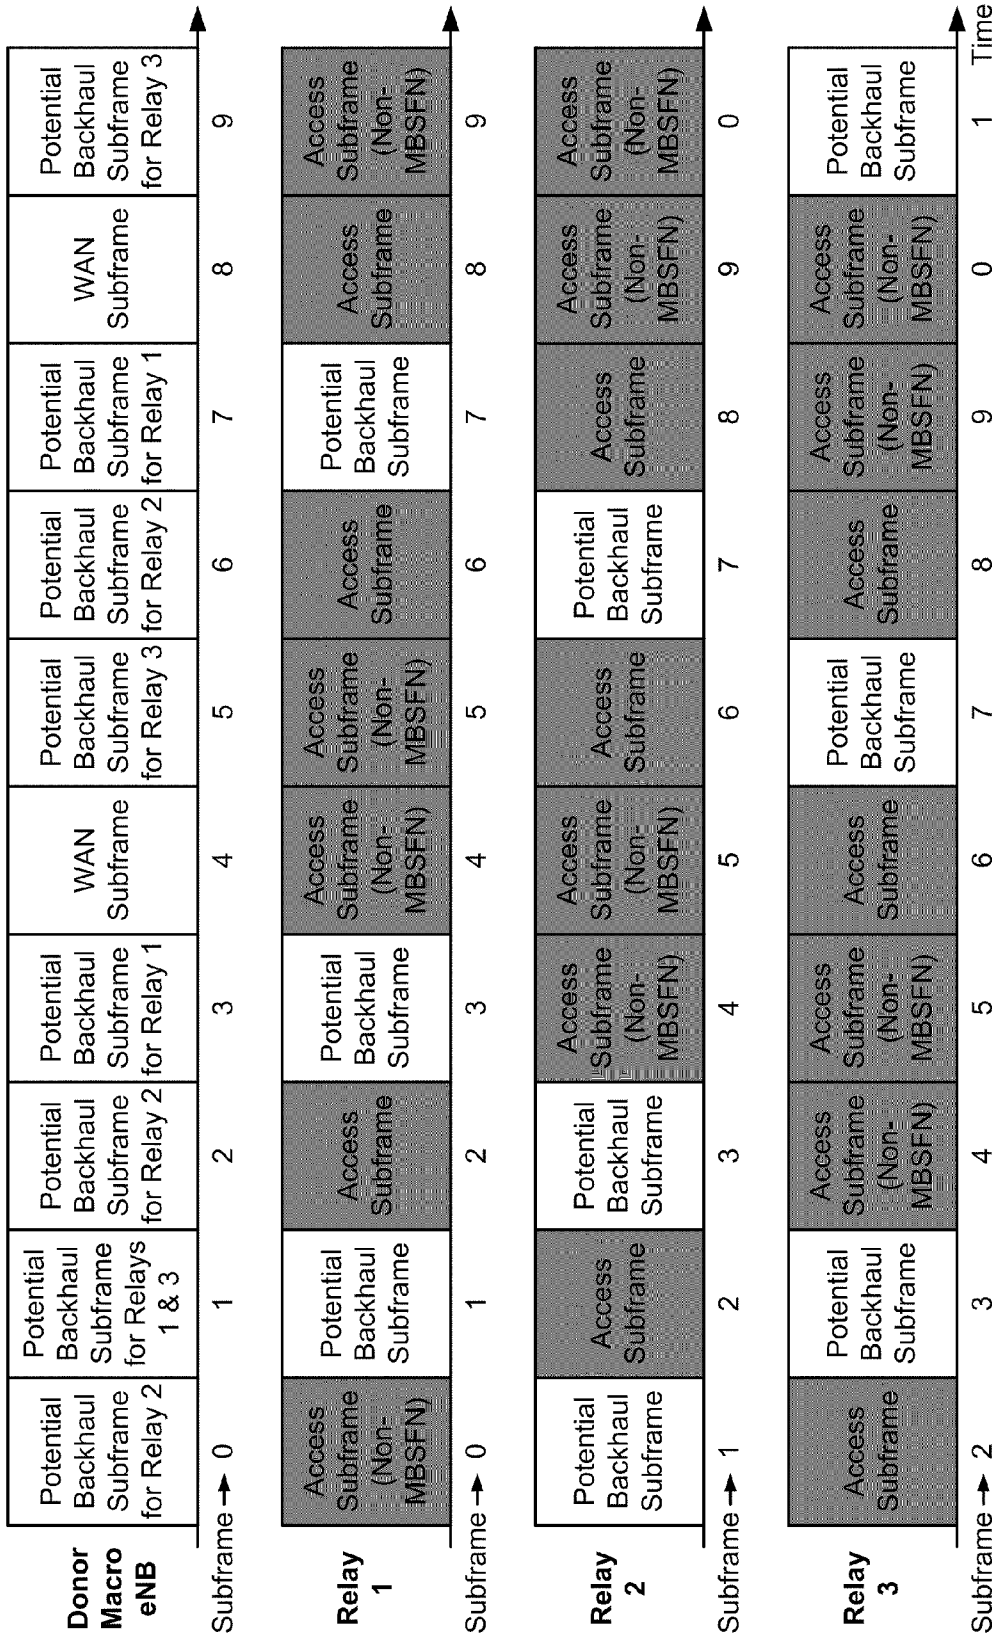 Donor
Macro
eNB
Potential
Backhaul
Subframe
for Relay 2
Potential
Backhaul
Subframe
for Relays
1 & 3
Potential
Backhaul
Subframe
for Relay 2
Potential
Backhaul
Subframe
for Relay 1
WAN
Subframe
Potential
Backhaul
Subframe
for Relay 3
Potential
Backhaul
Subframe
for Relay 2
Potential
Backhaul
Subframe
for Relay 1
WAN
Subframe
Potential
Backhaul
Subframe
for Relay 3
Subframe 0 1 2 3 4 5 6 7 8 9
Relay
1
Access
Subframe
(Non-
MBSFN)
Potential
Backhaul
Subframe
Access
Subframe
Potential
Backhaul
Subframe
Access
Subframe
(Non-
MBSFN)
Access
Subframe
(Non-
MBSFN)
Access
Subframe
Potential
Backhaul
Subframe
Access
Subframe
Access
Subframe
(Non-
MBSFN)
Subframe 0 1 2 3 4 5 6 7 8 9
Relay
2
Potential
Backhaul
Subframe
Access
Subframe
Potential
Backhaul
Subframe
Access
Subframe
(Non-
MBSFN)
Access
Subframe
(Non-
MBSFN)
Access
Subframe
Potential
Backhaul
Subframe
Access
Subframe
Access
Subframe
(Non-
MBSFN)
Access
Subframe
(Non-
MBSFN)
Subframe 1 2 3 4 5 6 7 8 9 0
Relay
3
Access
Subframe
Potential
Backhaul
Subframe
Access
Subframe
(Non-
MBSFN)
Access
Subframe
(Non-
MBSFN)
Access
Subframe
Potential
Backhaul
Subframe
Access
Subframe
Access
Subframe
(Non-
MBSFN)
Access
Subframe
(Non-
MBSFN)
Potential
Backhaul
Subframe
Subframe 2 3 4 5 6 7 8 9 0 1 Time